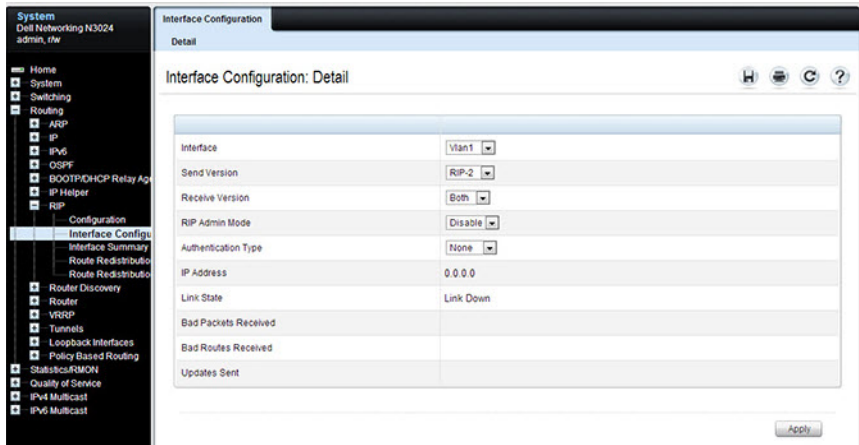 System
Dell Networking N3024
admin, r/w
Home
System
Switching
Routing
ARP
IP
IPv6
OSPF
BOOTP/DHCP Relay Age
IP Helper
RIP
Configuration
Interface Configu
Interface Summary
Route Redistributio
Route Redistributio
Router Discovery
Router
VRRP
Tunnels
Loopback Interfaces
Policy Based Routing
Statistics/RMON
Quality of Service
IPv4 Multicast
IPv6 Multicast
Interface Configuration
Detail
Interface Configuration: Detail
Interface Vlan1
Send Version RIP-2
Receive Version Both
RIP Admin Mode Disable
Authentication Type None
IP Address 0.0.0.0
Link State Link Down
Bad Packets Received
Bad Routes Received
Updates Sent
Apply